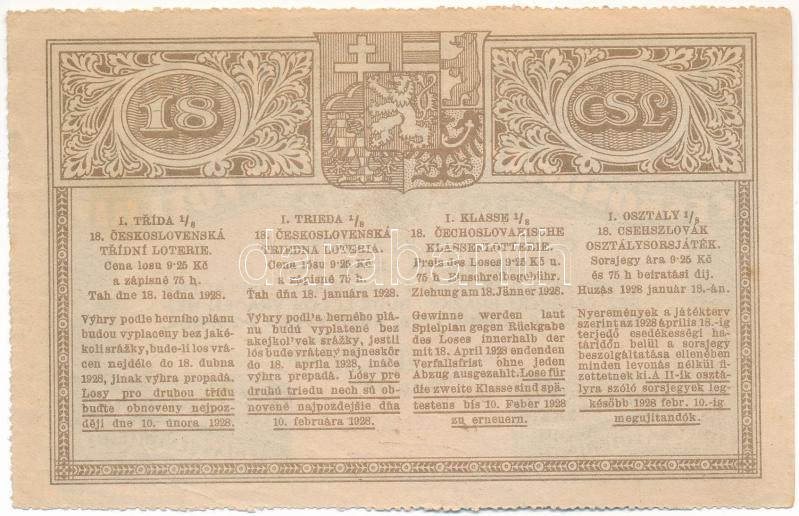 18
CSL
I. TŘÍDA 1/8
18. ČESKOSLOVENSKÁ
TŘÍDNÍ LOTERIE.
Cena losu 9·25 Kč
a zápisné 75 h.
Tah dne 18. ledna 1928.
Výhry podle herního plánu
budou vyplaceny bez jaké-
koli srážky, bude-li los vrá-
cen nejdéle do 18. dubna
1928, jinak výhra propadá.
Losy pro druhou třídu
buďte obnoveny nejpoz-
ději dne 10. února 1928.
I. TRIEDA 1/8
18. ČESKOSLOVENSKÁ
TRIEDNA LOTERIA.
Cena losu 9·25 Kč
a zápisné 75 h.
Ťah dňa 18. januára 1928.
Výhry podl'a herného plá-
nu budú vyplatené bez
akejkol'vek srážky, jestli
lós bude vrátený najneskôr
do 18. apríla 1928, ináče
výhra prepadá. Lósy pre
druhú triedu nech sú ob-
novené najpozdejšie dňa
10. februára 1928.
I. KLASSE 1/8
18. ČECHOSLOVAKISCHE
KLASSENLOTTERIE.
Preis des Loses 9·25 Kč u.
75 h. Einschreibegebühr.
Ziehung am 18. Jänner 1928.
Gewinne werden laut
Spielplan gegen Rückgabe
des Loses innerhalb der
mit 18. April 1928 endenden
Verfallsfrist ohne jeden
Abzug ausgezahlt. Lose für
die zweite Klasse sind spä-
testens bis 10. Feber 1928
zu erneuern.
I. OSZTÁLY 1/8
18. CSEHSZLOVÁK
OSZTÁLYSORSJÁTÉK.
Sorsjegy ára 9·25 Kč
és 75 h. beiratási dij.
Huzás 1928 január 18.-án.
Nyeremények a játékterv
szerint az 1928 április 18.-ig
terjedő esedékességi ha-
táridőn belül a sorsjegy
beszolgáltatása ellenében
minden levonás nélkül fi-
zettetnek ki. A II-ik osztá-
lyra szóló sorsjegyek leg-
később 1928 febr. 10.-ig
megujitandók.